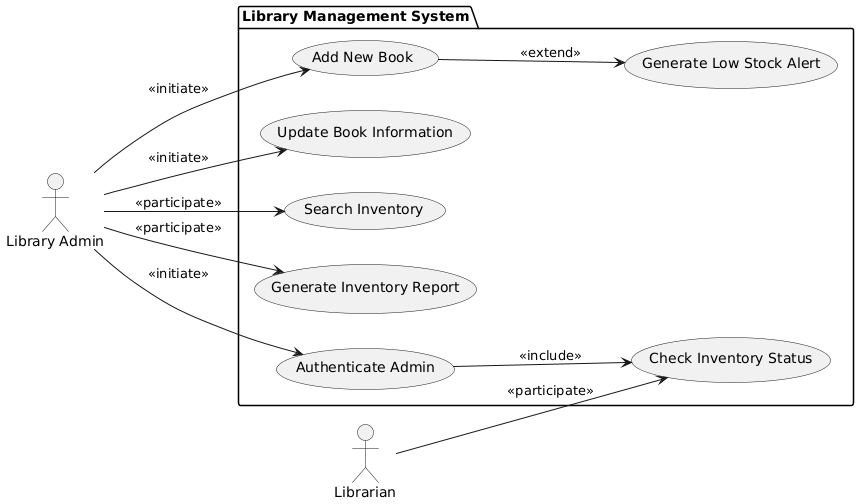 Library Management System
Add New Book
«extend»
Generate Low Stock Alert
«initiate»
Update Book Information
«initiate»
Search Inventory
«participate»
Library Admin
«participate»
Generate Inventory Report
«initiate»
Authenticate Admin
«include»
Check Inventory Status
«participate»
Librarian